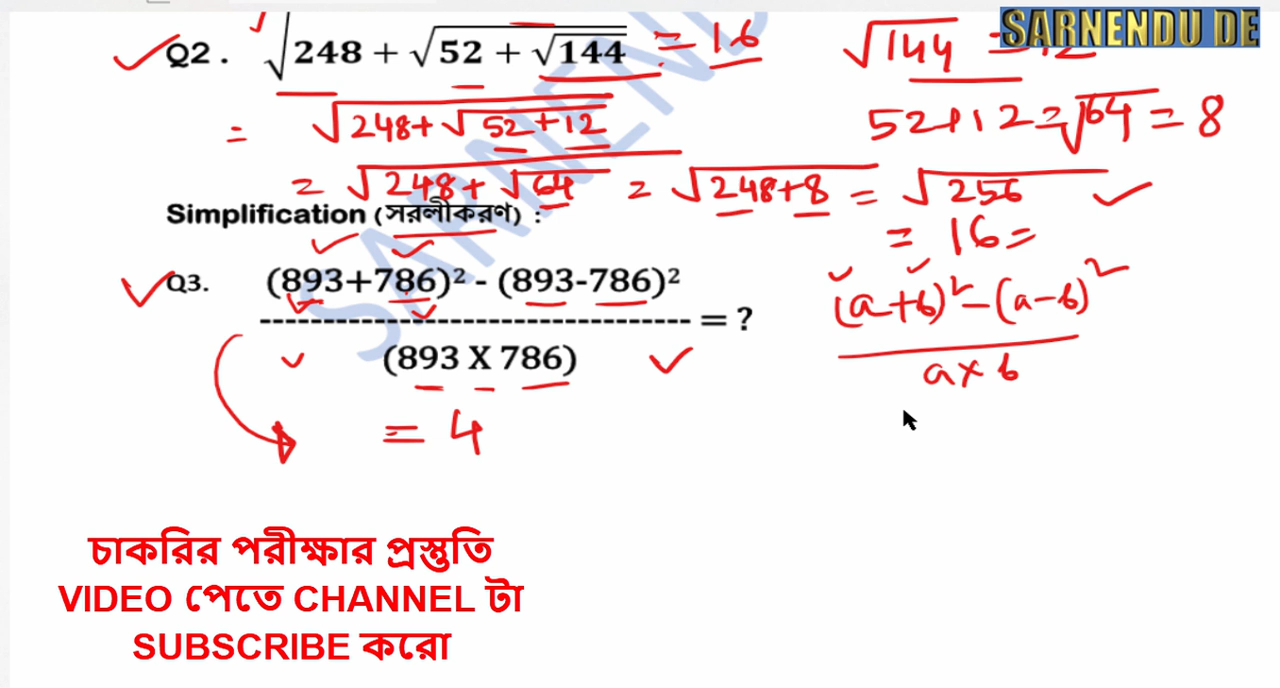 SARNENDU DE
Q2. √248 + √52 + √144 = 16
√144 = 12
= √248+√52+12
52+12=√64=8
= √248+√64 = √248+8 = √256
Simplification (সরলীকরণ) :
= 16=
Q3. (893+786)² - (893-786)²
(a+b)²-(a-b)²
----------------------------------------- = ?
(893 X 786)
a×b
= 4
চাকরির পরীক্ষার প্রস্তুতি
VIDEO পেতে CHANNEL টা
SUBSCRIBE করো